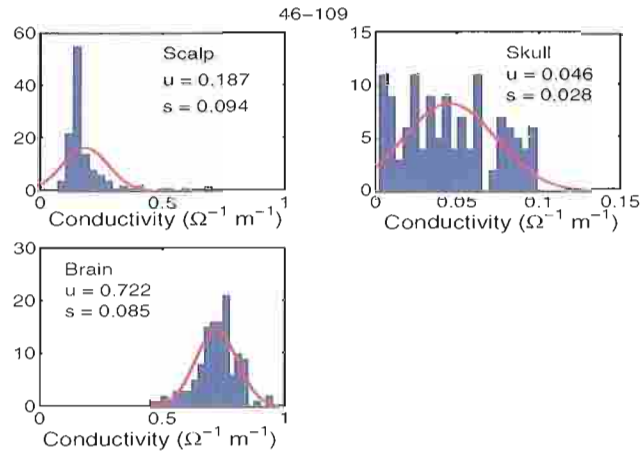 46-109
60
40
20
0
Scalp
u = 0.187
s = 0.094
0 0.5 1
Conductivity (Ω⁻¹ m⁻¹)
15
10
5
0
Skull
u = 0.046
s = 0.028
0 0.05 0.1 0.15
Conductivity (Ω⁻¹ m⁻¹)
30
20
10
0
Brain
u = 0.722
s = 0.085
0 0.5 1
Conductivity (Ω⁻¹ m⁻¹)